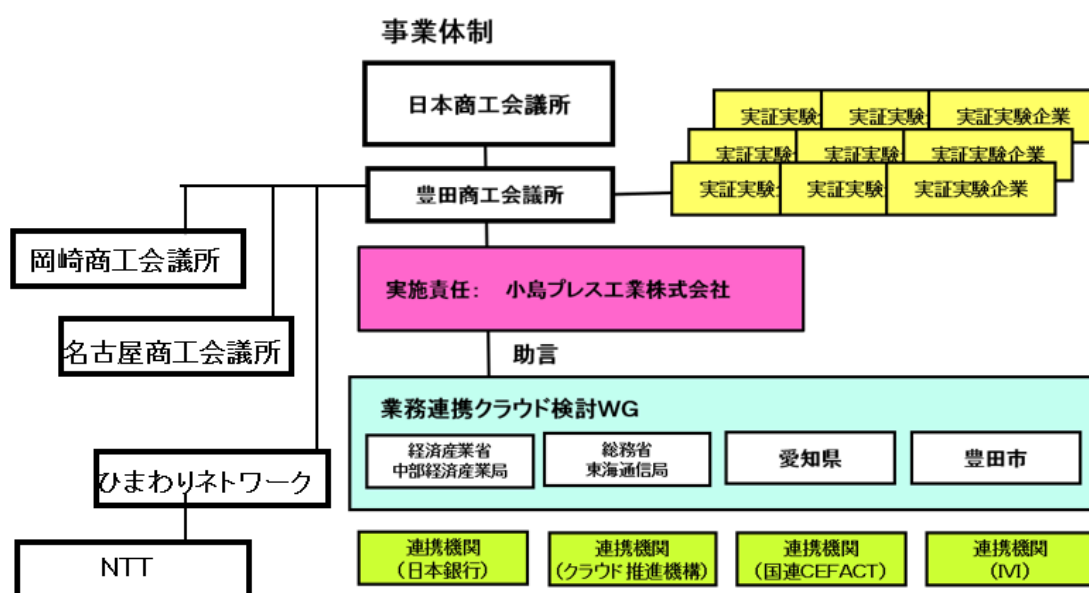 事業体制
日本商工会議所
実証実験企
実証実験企
実証実験企業
実証実験
実証実験
実証実験企業
実証実験企
実証実験
実証実験企業
豊田商工会議所
岡崎商工会議所
実施責任: 小島プレス工業株式会社
名古屋商工会議所
助言
業務連携クラウド検討WG
経済産業省
中部経済産業局
総務省
東海通信局
愛知県
豊田市
ひまわりネットワーク
NTT
連携機関
(日本銀行)
連携機関
(クラウド推進機構)
連携機関
(国連CEFACT)
連携機関
(IVI)